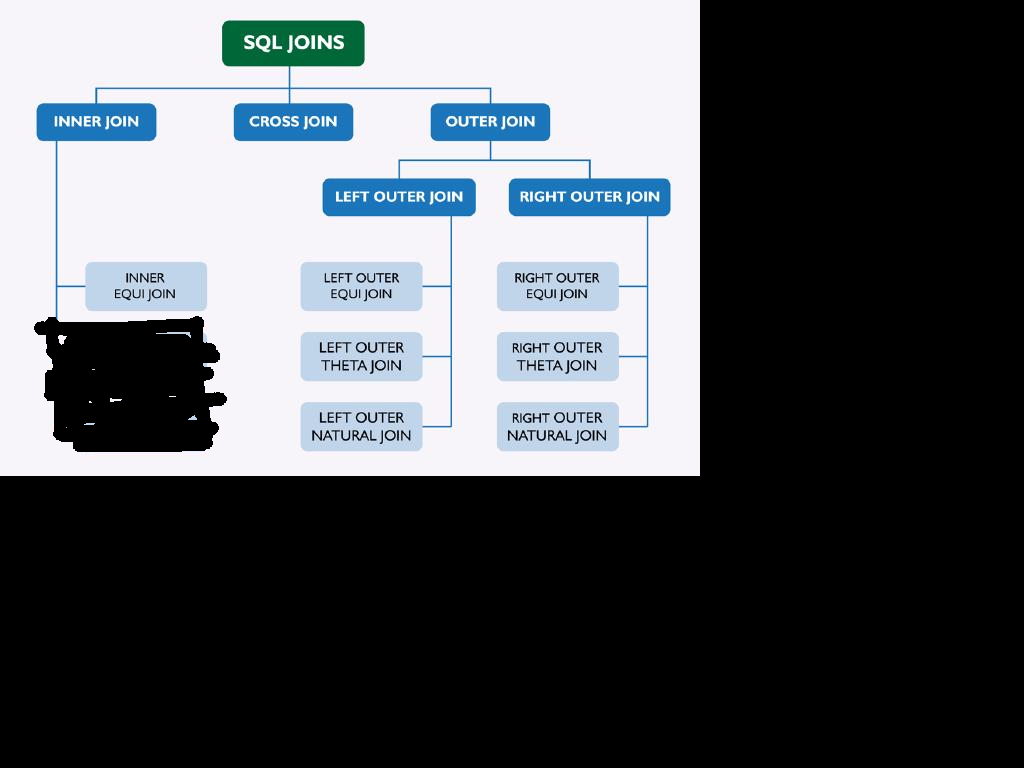 SQL JOINS
INNER JOIN
CROSS JOIN
OUTER JOIN
LEFT OUTER JOIN
RIGHT OUTER JOIN
INNER
EQUI JOIN
LEFT OUTER
EQUI JOIN
RIGHT OUTER
EQUI JOIN
LEFT OUTER
THETA JOIN
RIGHT OUTER
THETA JOIN
LEFT OUTER
NATURAL JOIN
RIGHT OUTER
NATURAL JOIN